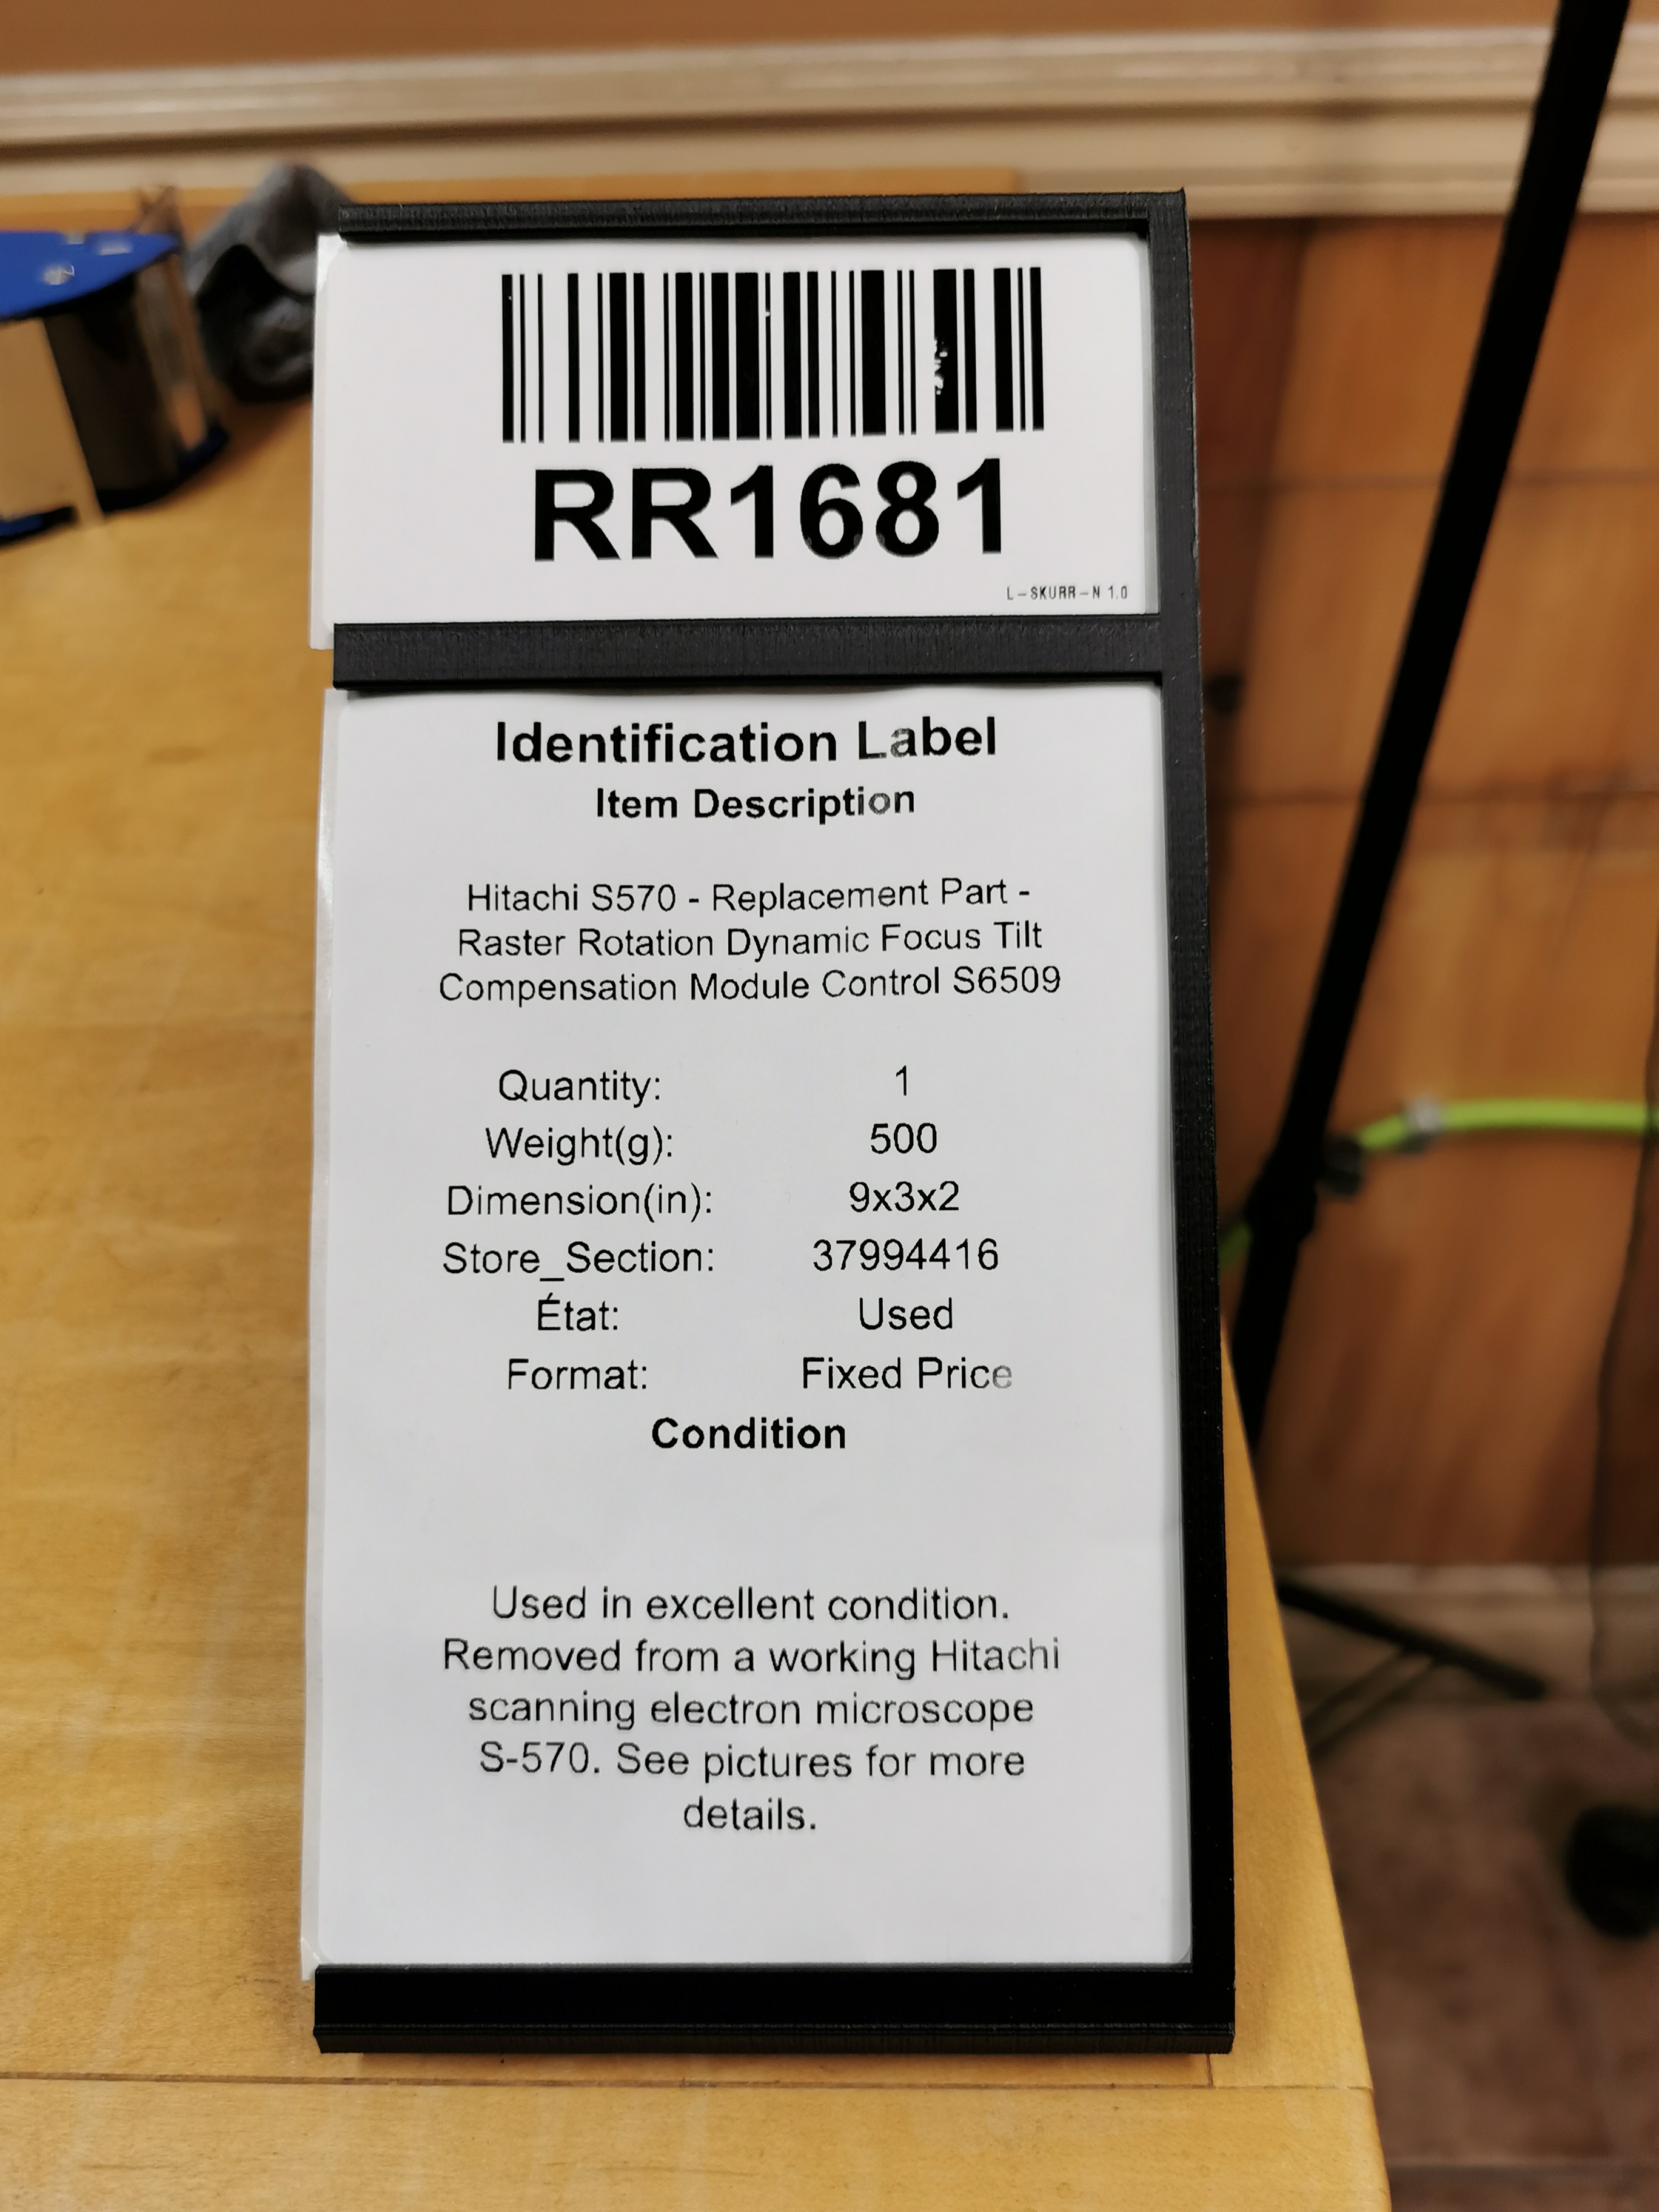 RR1681
L-SKURR-N 1.0
Identification Label
Item Description
Hitachi S570 - Replacement Part -
Raster Rotation Dynamic Focus Tilt
Compensation Module Control S6509
Quantity: 1
Weight(g): 500
Dimension(in): 9x3x2
Store_Section: 37994416
État: Used
Format: Fixed Price
Condition
Used in excellent condition.
Removed from a working Hitachi
scanning electron microscope
S-570. See pictures for more
details.